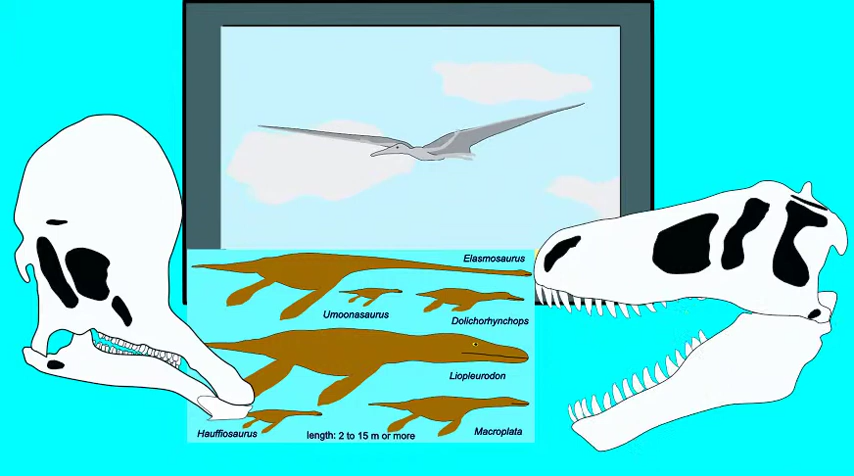 Elasmosaurus
Umoonasaurus
Dolichorhynchops
Liopleurodon
Hauffiosaurus
Macroplata
length: 2 to 15 m or more